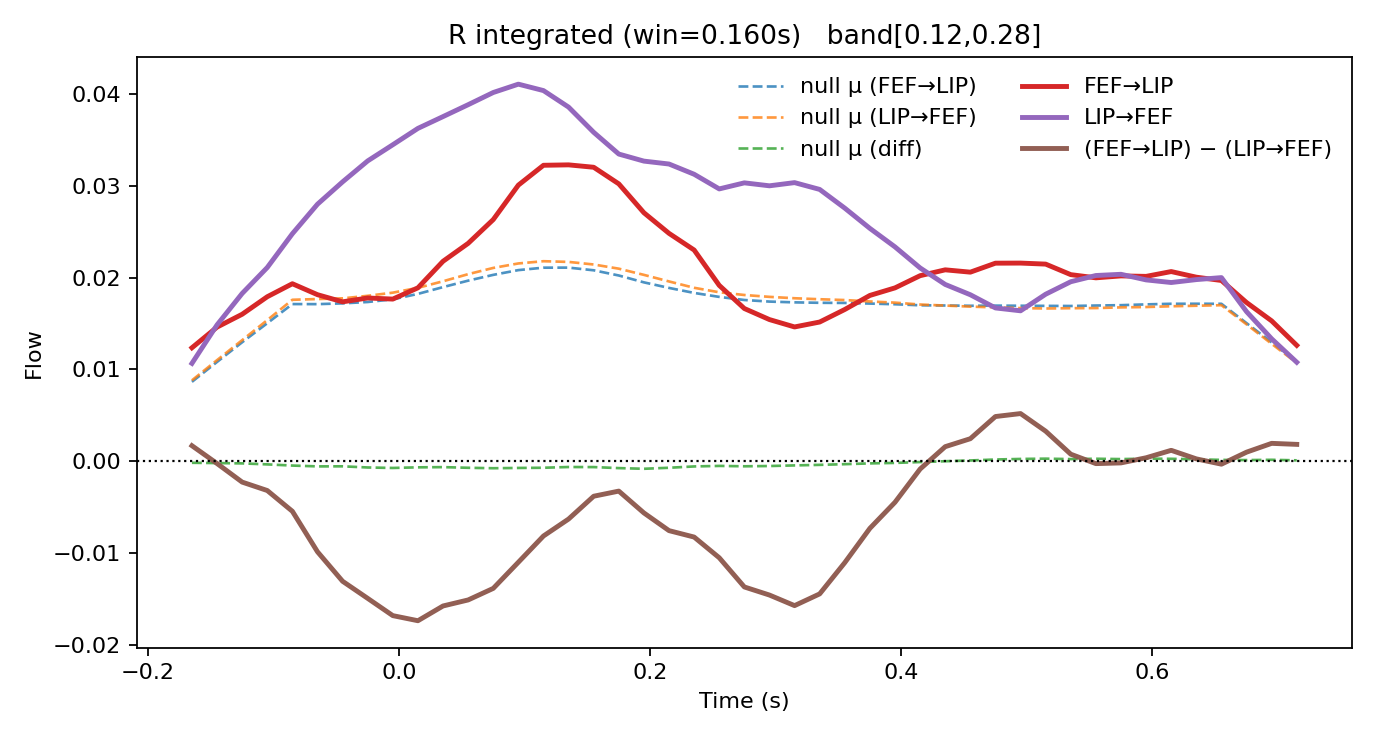 R integrated (win=0.160s)   band[0.12,0.28]
null μ (FEF→LIP)
null μ (LIP→FEF)
null μ (diff)
FEF→LIP
LIP→FEF
(FEF→LIP) − (LIP→FEF)
Flow
0.04
0.03
0.02
0.01
0.00
−0.01
−0.02
−0.2 0.0 0.2 0.4 0.6
Time (s)